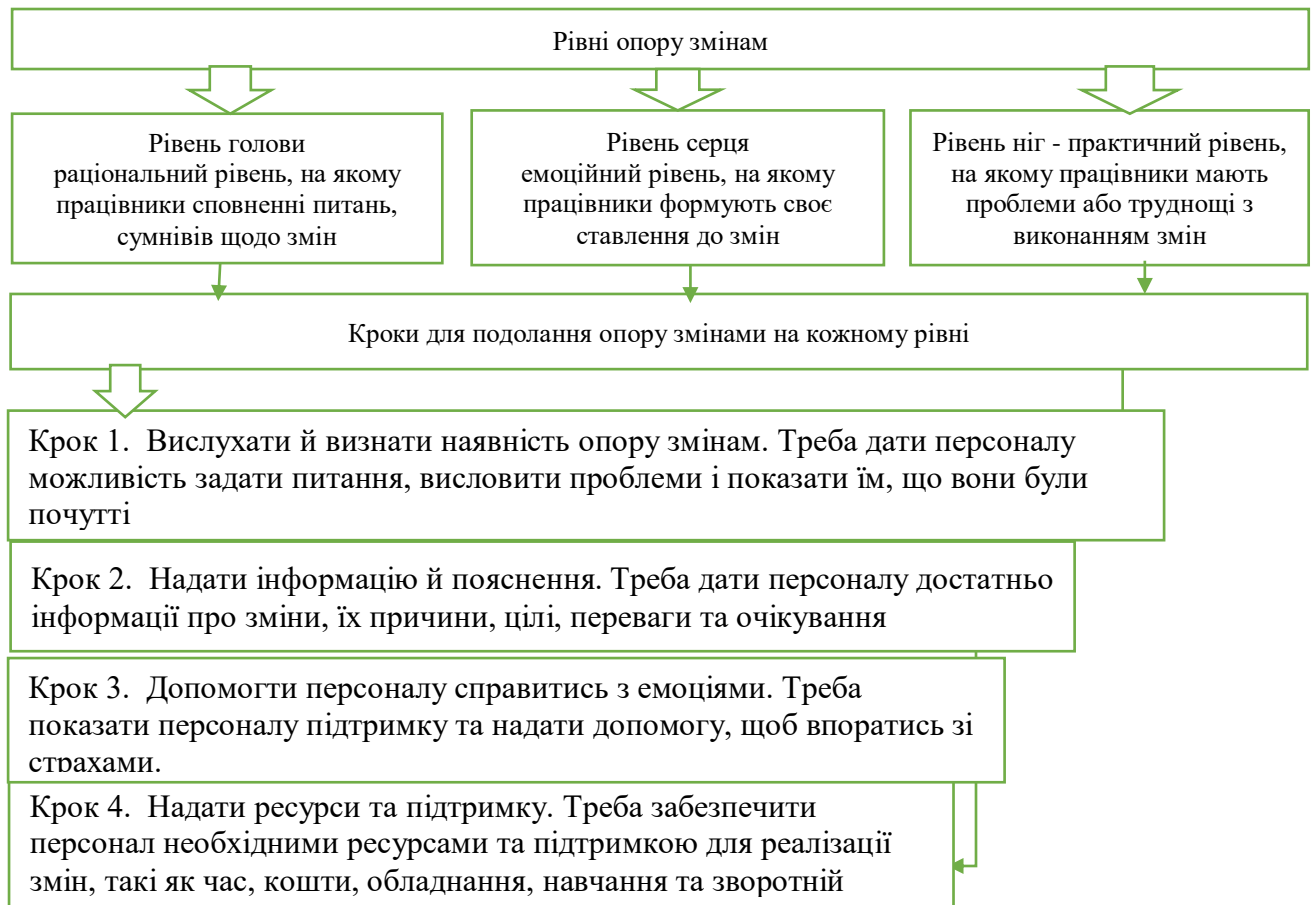 Рівні опору змінам
Рівень голови
раціональний рівень, на якому
працівники сповненні питань,
сумнівів щодо змін
Рівень серця
емоційний рівень, на якому
працівники формують своє
ставлення до змін
Рівень ніг - практичний рівень,
на якому працівники мають
проблеми або труднощі з
виконанням змін
Кроки для подолання опору змінами на кожному рівні
Крок 1. Вислухати й визнати наявність опору змінам. Треба дати персоналу
можливість задати питання, висловити проблеми і показати їм, що вони були
почутті
Крок 2. Надати інформацію й пояснення. Треба дати персоналу достатньо
інформації про зміни, їх причини, цілі, переваги та очікування
Крок 3. Допомогти персоналу справитись з емоціями. Треба
показати персоналу підтримку та надати допомогу, щоб впоратись зі
страхами.
Крок 4. Надати ресурси та підтримку. Треба забезпечити
персонал необхідними ресурсами та підтримкою для реалізації
змін, такі як час, кошти, обладнання, навчання та зворотній